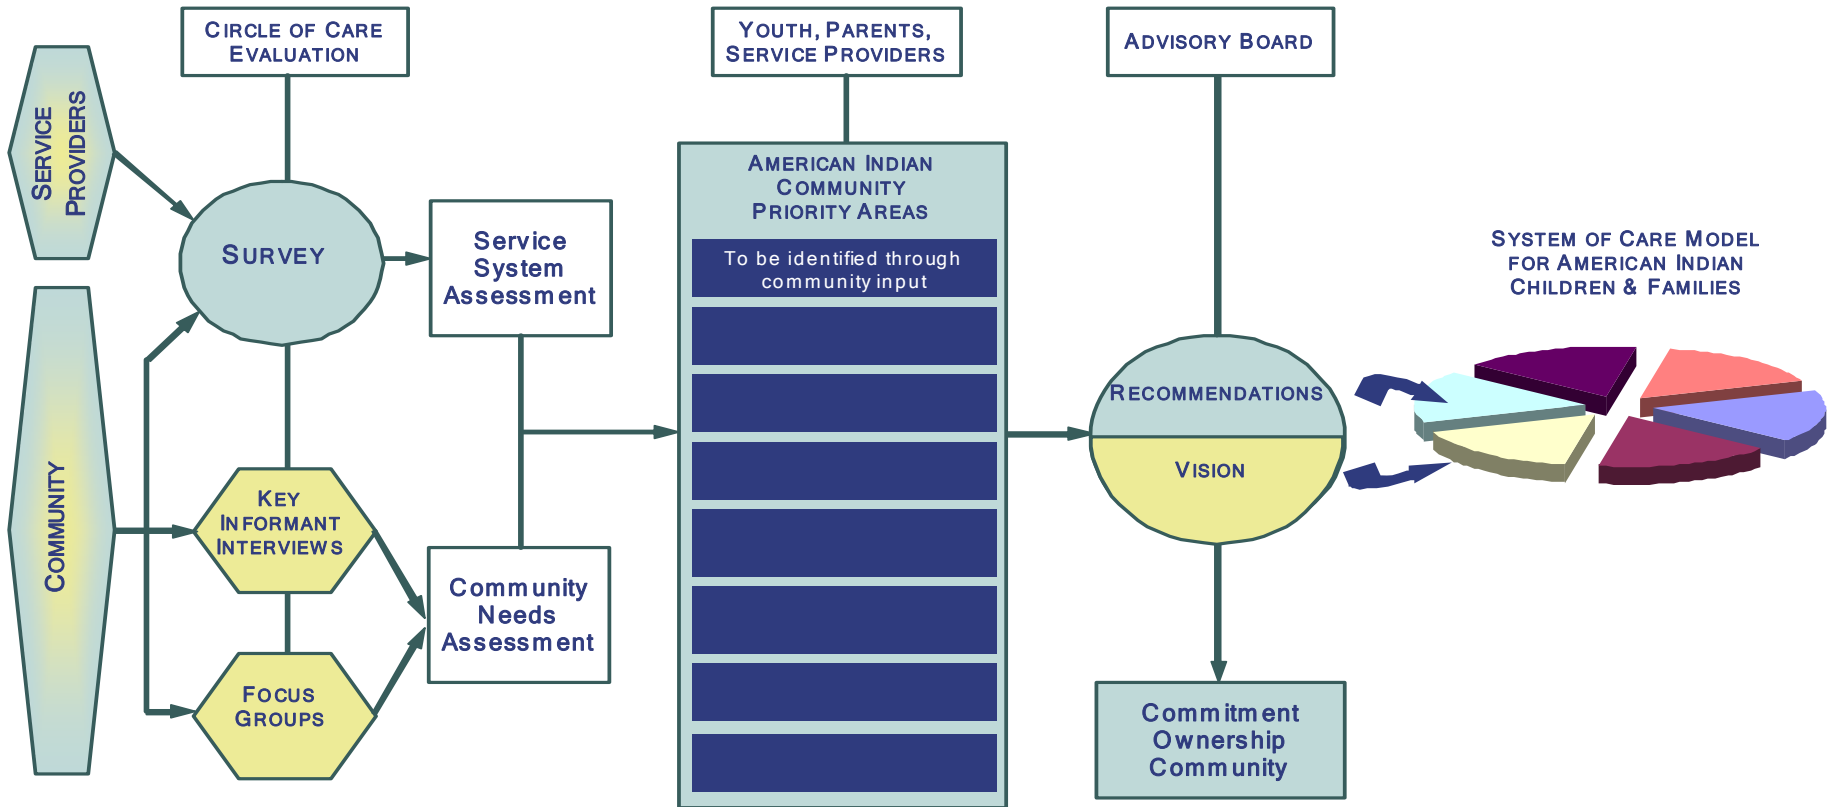 CIRCLE OF CARE
EVALUATION
YOUTH, PARENTS,
SERVICE PROVIDERS
ADVISORY BOARD
SERVICE
PROVIDERS
SURVEY
Service
System
Assessment
AMERICAN INDIAN
COMMUNITY
PRIORITY AREAS
To be identified through
community input
SYSTEM OF CARE MODEL
FOR AMERICAN INDIAN
CHILDREN & FAMILIES
RECOMMENDATIONS
VISION
COMMUNITY
KEY
INFORMANT
INTERVIEWS
Community
Needs
Assessment
FOCUS
GROUPS
Commitment
Ownership
Community